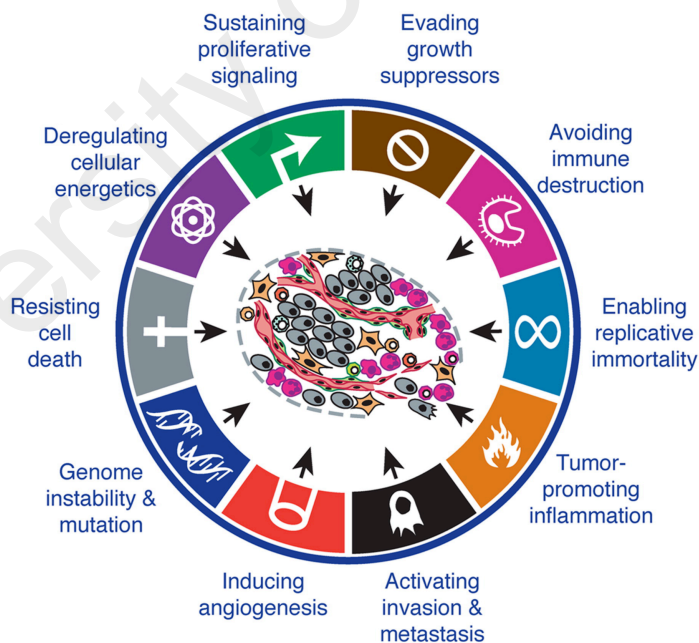 Sustaining
proliferative
signaling
Evading
growth
suppressors
Avoiding
immune
destruction
Enabling
replicative
immortality
Tumor-
promoting
inflammation
Activating
invasion &
metastasis
Inducing
angiogenesis
Genome
instability &
mutation
Resisting
cell
death
Deregulating
cellular
energetics
ersity